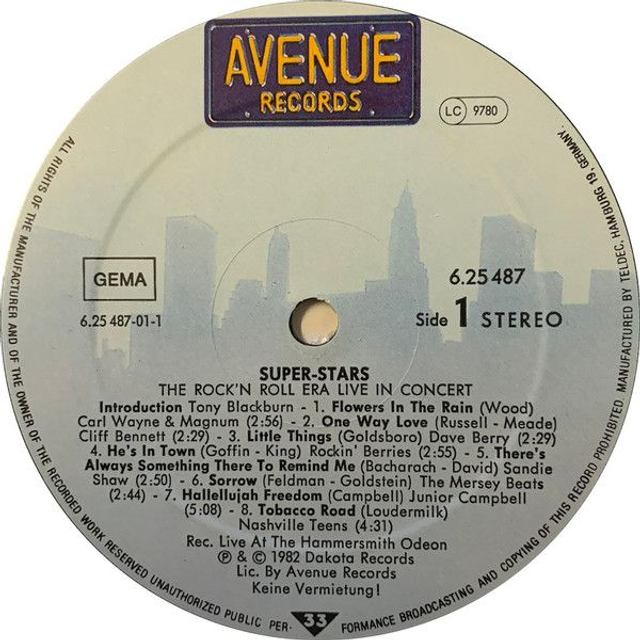 AVENUE
RECORDS
LC 9780
GEMA
6.25 487-01-1
6.25 487
Side 1 STEREO
SUPER-STARS
THE ROCK'N ROLL ERA LIVE IN CONCERT
Introduction Tony Blackburn - 1. Flowers In The Rain (Wood)
Carl Wayne & Magnum (2:56) - 2. One Way Love (Russell - Meade)
Cliff Bennett (2:29) - 3. Little Things (Goldsboro) Dave Berry (2:29)
4. He's In Town (Goffin - King) Rockin' Berries (2:55) - 5. There's
Always Something There To Remind Me (Bacharach - David) Sandie
Shaw (2:50) - 6. Sorrow (Feldman - Goldstein) The Mersey Beats
(2:44) - 7. Hallellujah Freedom (Campbell) Junior Campbell
(5:08) - 8. Tobacco Road (Loudermilk)
Nashville Teens (4:31)
Rec. Live At The Hammersmith Odeon
℗ & © 1982 Dakota Records
Lic. By Avenue Records
Keine Vermietung!
ALL RIGHTS OF THE MANUFACTURER AND OF THE OWNER OF THE RECORDED WORK RESERVED UNAUTHORIZED PUBLIC PER- 33 FORMANCE BROADCASTING AND COPYING OF THIS RECORD PROHIBITED. MANUFACTURED BY TELDEC, HAMBURG 19, GERMANY.